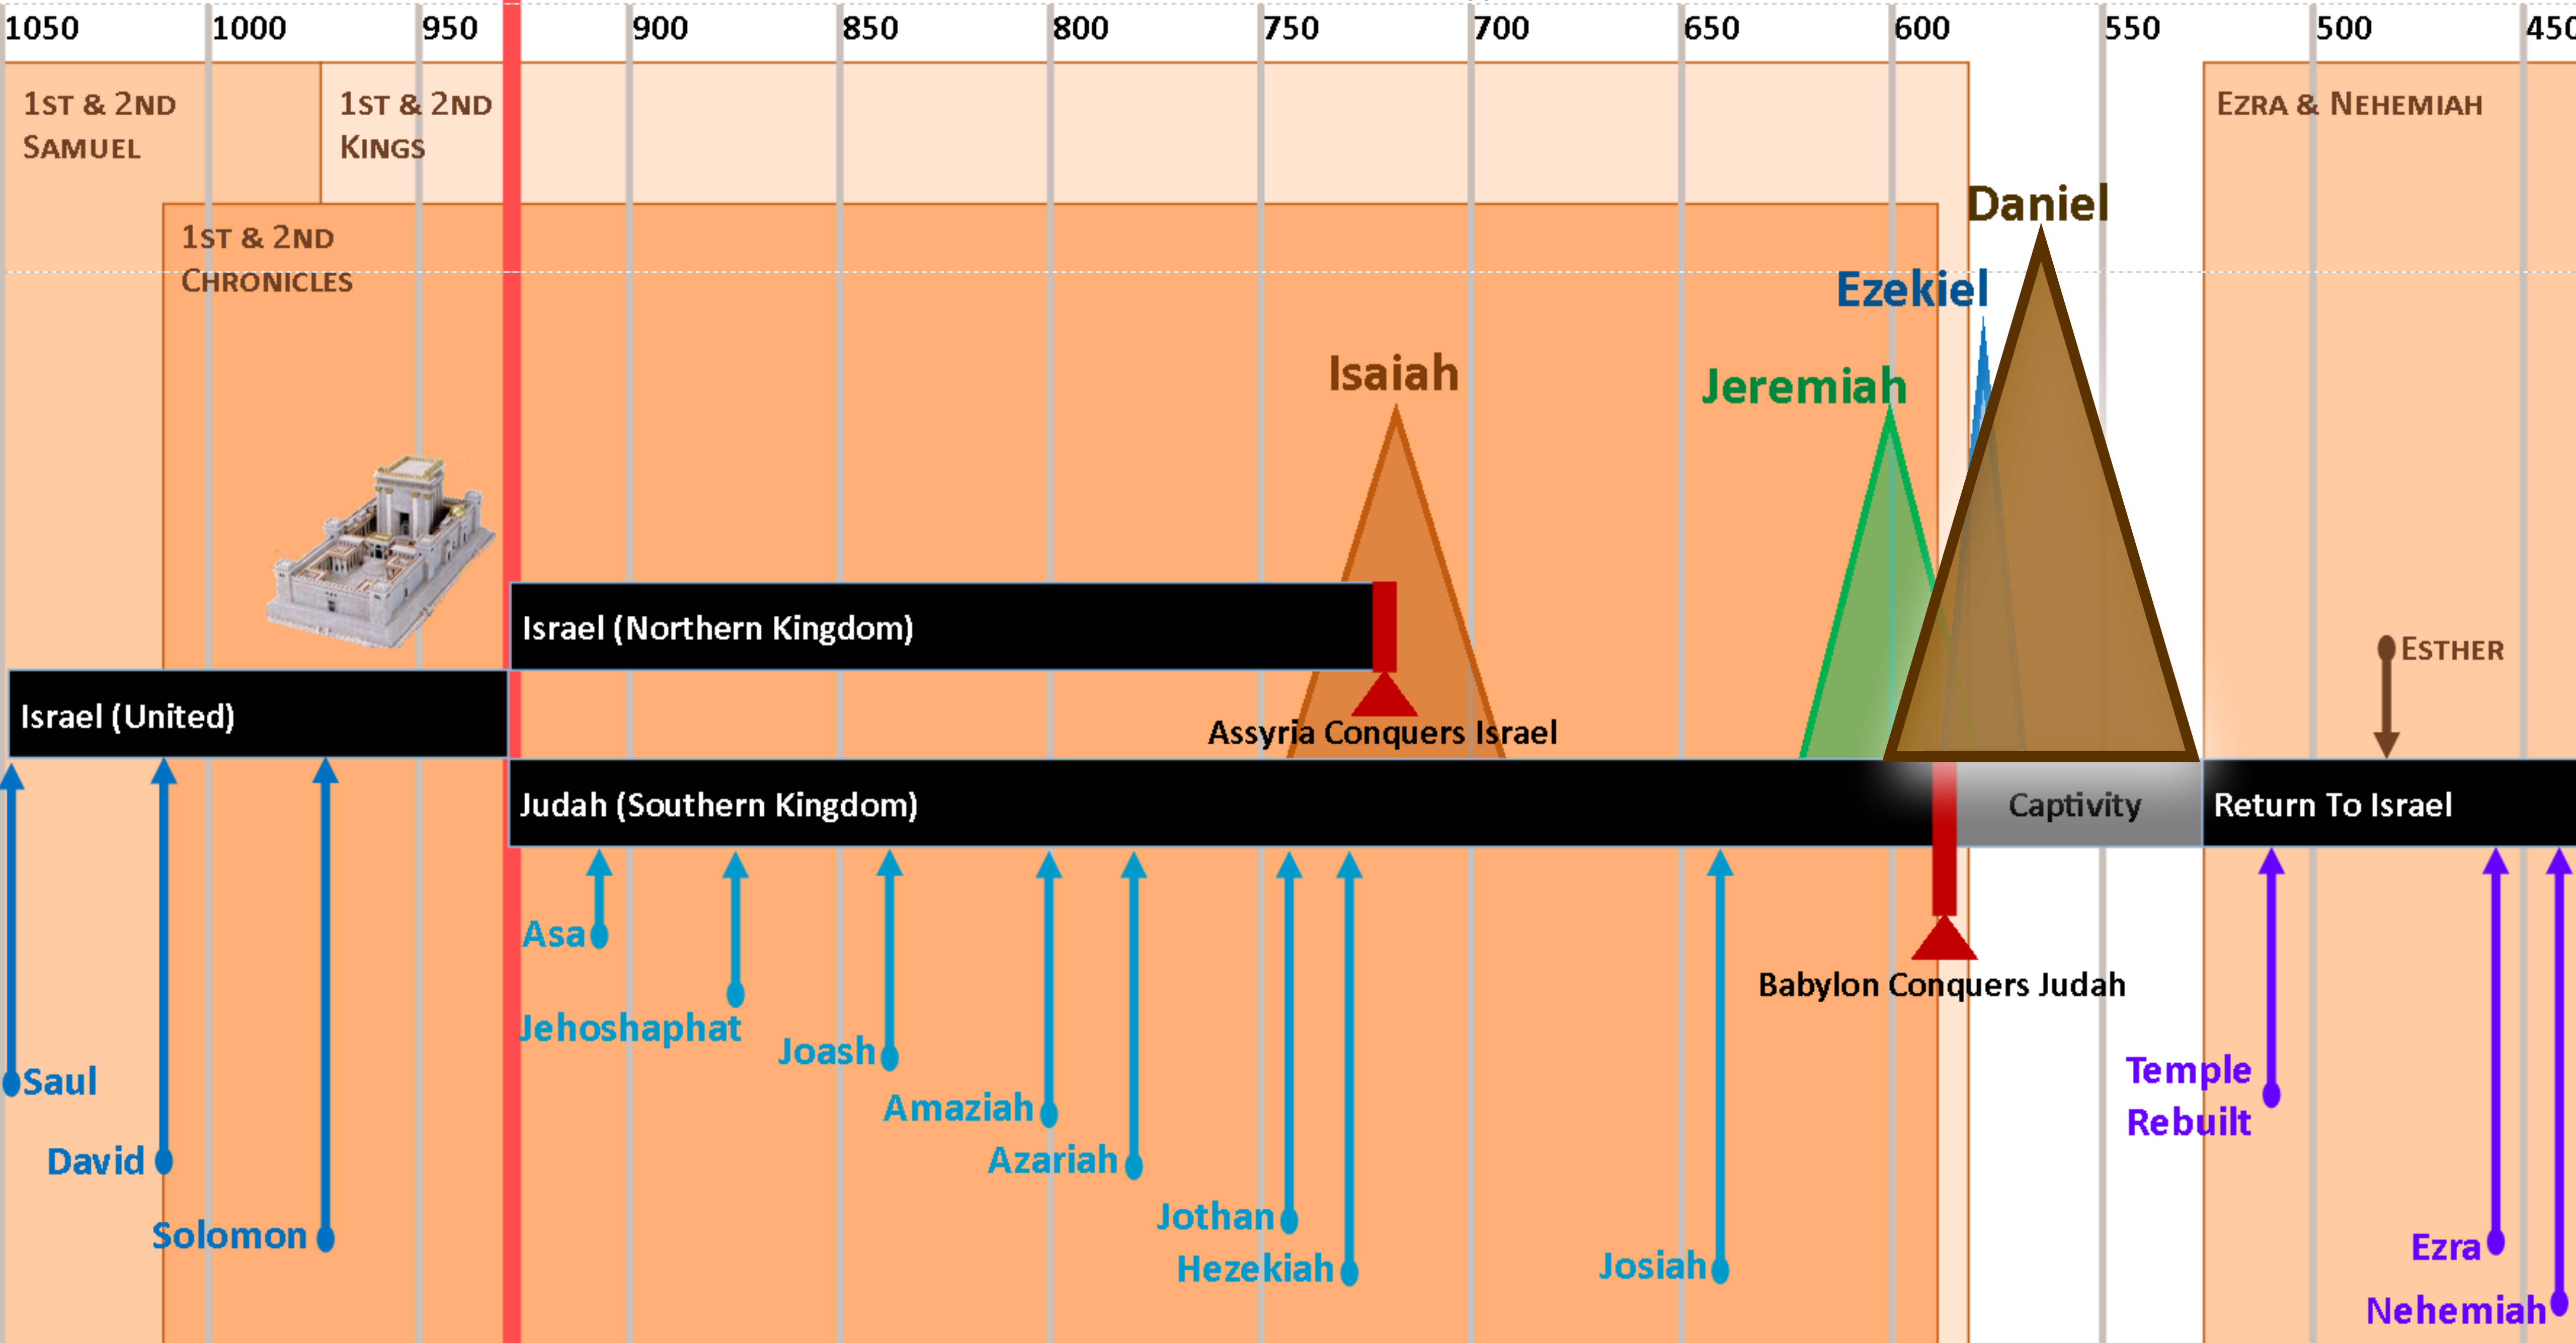 1050 1000 950 900 850 800 750 700 650 600 550 500 450
1ST & 2ND
SAMUEL
1ST & 2ND
KINGS
EZRA & NEHEMIAH
1ST & 2ND
CHRONICLES
Daniel
Ezekiel
Isaiah
Jeremiah
Israel (Northern Kingdom)
ESTHER
Israel (United)
Assyria Conquers Israel
Judah (Southern Kingdom)
Captivity
Return To Israel
Asa
Jehoshaphat
Joash
Amaziah
Azariah
Jothan
Hezekiah
Josiah
Babylon Conquers Judah
Saul
David
Solomon
Temple
Rebuilt
Ezra
Nehemiah